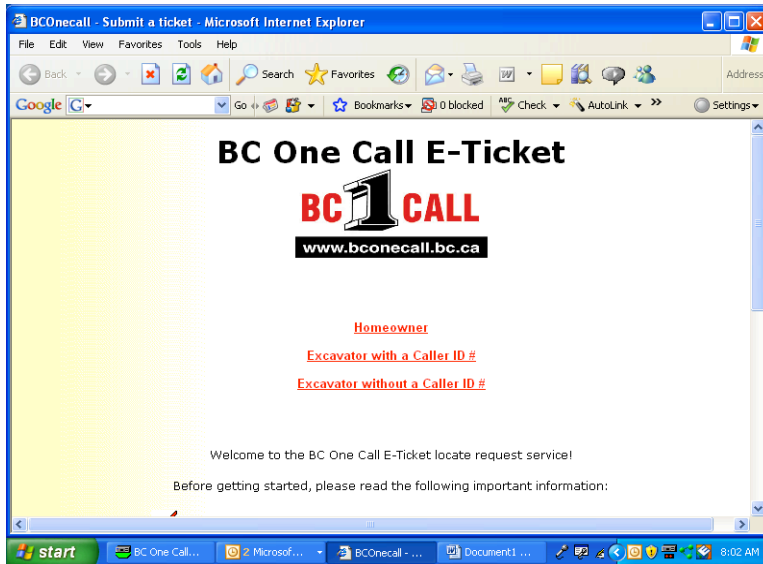 BCOnecall - Submit a ticket - Microsoft Internet Explorer
File Edit View Favorites Tools Help
Back Search Favorites Address
Google G Go Bookmarks 0 blocked ABC Check AutoLink » Settings
BC One Call E-Ticket
BC 1 CALL
www.bconecall.bc.ca
Homeowner
Excavator with a Caller ID #
Excavator without a Caller ID #
Welcome to the BC One Call E-Ticket locate request service!
Before getting started, please read the following important information:
start BC One Call... 2 Microsof... BCOnecall - ... Document1 ... 8:02 AM